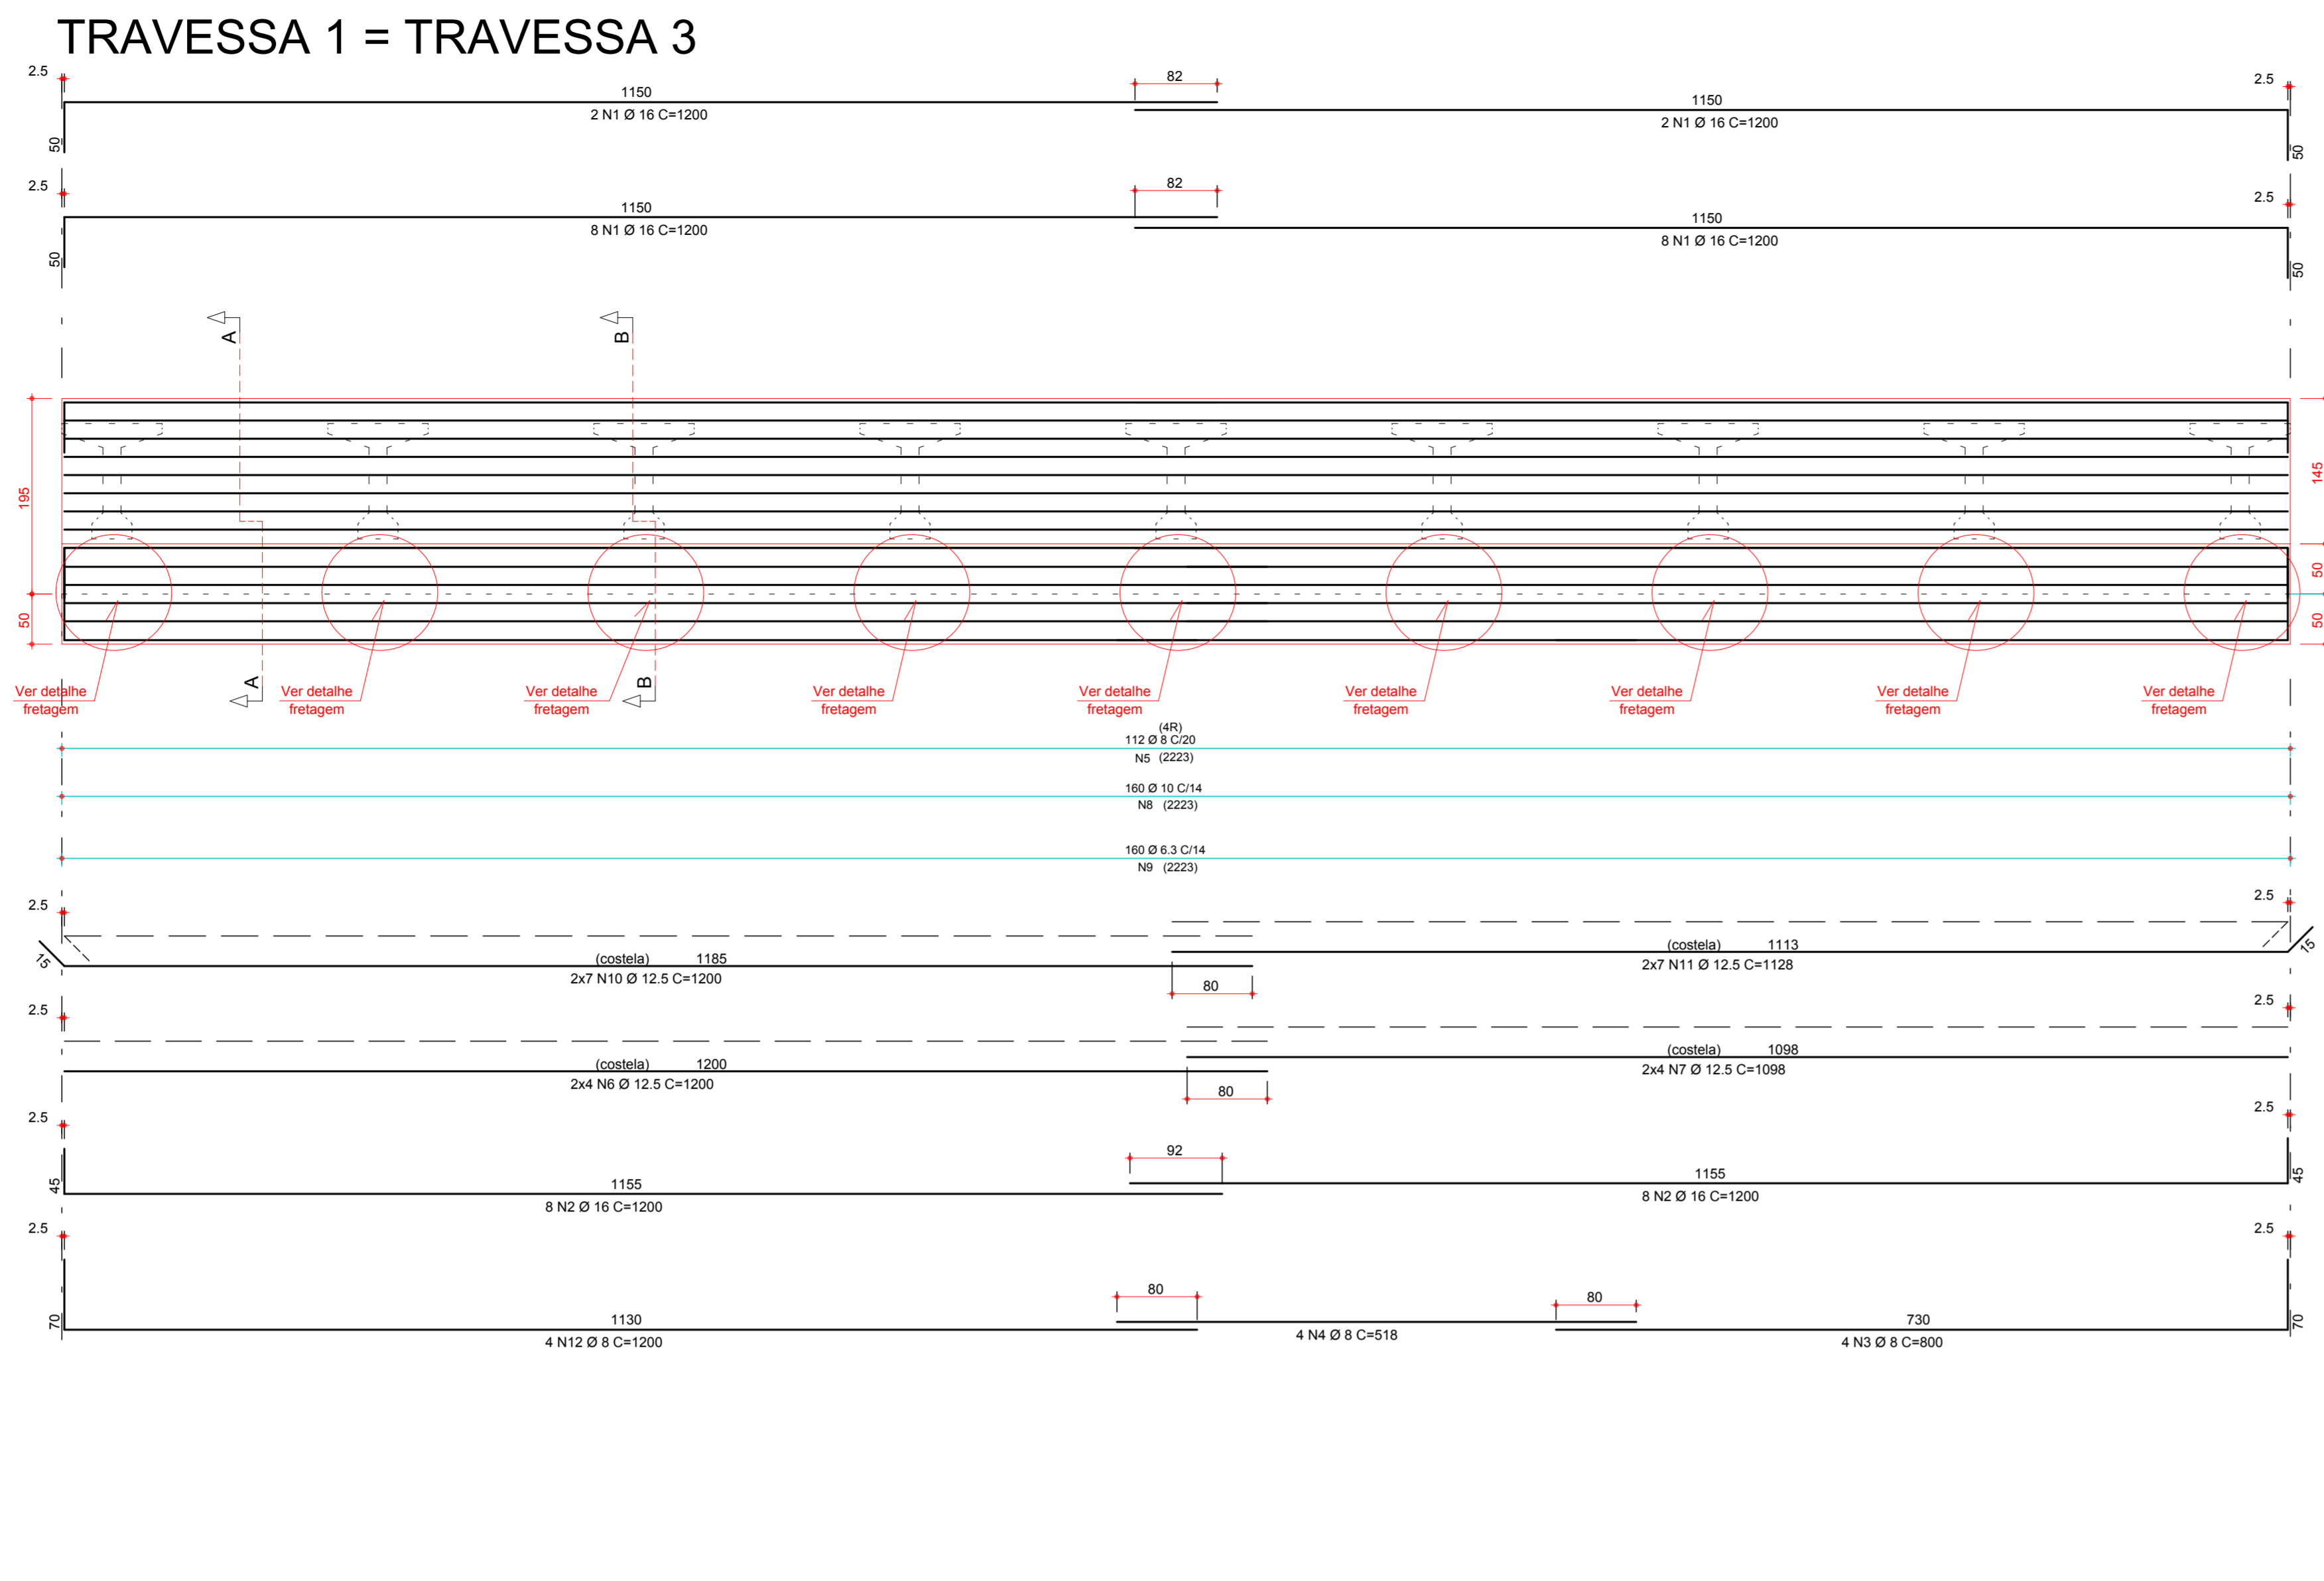 TRAVESSA 1 = TRAVESSA 3
2.5
82
2.5
1150
2 N1 Ø 16 C=1200
1150
2 N1 Ø 16 C=1200
50
50
2.5
82
2.5
1150
8 N1 Ø 16 C=1200
1150
8 N1 Ø 16 C=1200
50
50
A
B
195
50
145
50
50
A
B
Ver detalhe
fretagem
Ver detalhe
fretagem
Ver detalhe
fretagem
Ver detalhe
fretagem
Ver detalhe
fretagem
Ver detalhe
fretagem
Ver detalhe
fretagem
Ver detalhe
fretagem
Ver detalhe
fretagem
(4R)
112 Ø 8 C/20
N5 (2223)
160 Ø 10 C/14
N8 (2223)
160 Ø 6.3 C/14
N9 (2223)
2.5
2.5
15
(costela) 1185
2x7 N10 Ø 12.5 C=1200
(costela) 1113
2x7 N11 Ø 12.5 C=1128
15
80
2.5
2.5
(costela) 1200
2x4 N6 Ø 12.5 C=1200
(costela) 1098
2x4 N7 Ø 12.5 C=1098
80
2.5
2.5
92
45
1155
8 N2 Ø 16 C=1200
1155
8 N2 Ø 16 C=1200
45
2.5
2.5
80
80
70
1130
4 N12 Ø 8 C=1200
4 N4 Ø 8 C=518
730
4 N3 Ø 8 C=800
70